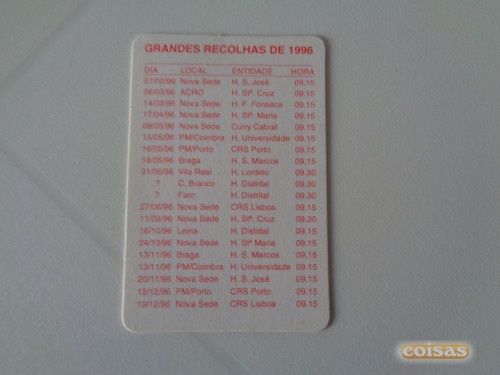 GRANDES RECOLHAS DE 1996
DIA LOCAL ENTIDADE HORA
07/02/96 Nova Sede H. S. José 09.15
08/03/96 ACRO H. Stª. Cruz 09.15
14/03/96 Nova Sede H. F. Fonseca 09.15
17/04/96 Nova Sede H. Stª. Maria 09.15
08/05/96 Nova Sede Curry Cabral 09.15
15/05/96 PM/Coimbra H. Universidade 09.15
16/05/96 PM/Porto CRS Porto 09.15
18/05/96 Braga H. S. Marcos 09.15
01/06/96 Vila Real H. Lordelo 09.30
? C. Branco H. Distrital 09.30
? Faro H. Distrital 09.30
27/06/96 Nova Sede CRS Lisboa 09.15
11/09/96 Nova Sede H. Stª. Cruz 09.30
16/10/96 Leiria H. Distrital 09.15
24/10/96 Nova Sede H. Stª Maria 09.15
13/11/96 Braga H. S. Marcos 09.15
13/11/96 PM/Coimbra H. Universidade 09.15
20/11/96 Nova Sede H. S. José 09.15
12/12/96 PM/Porto CRS Porto 09.15
19/12/96 Nova Sede CRS Lisboa 09.15
coisas